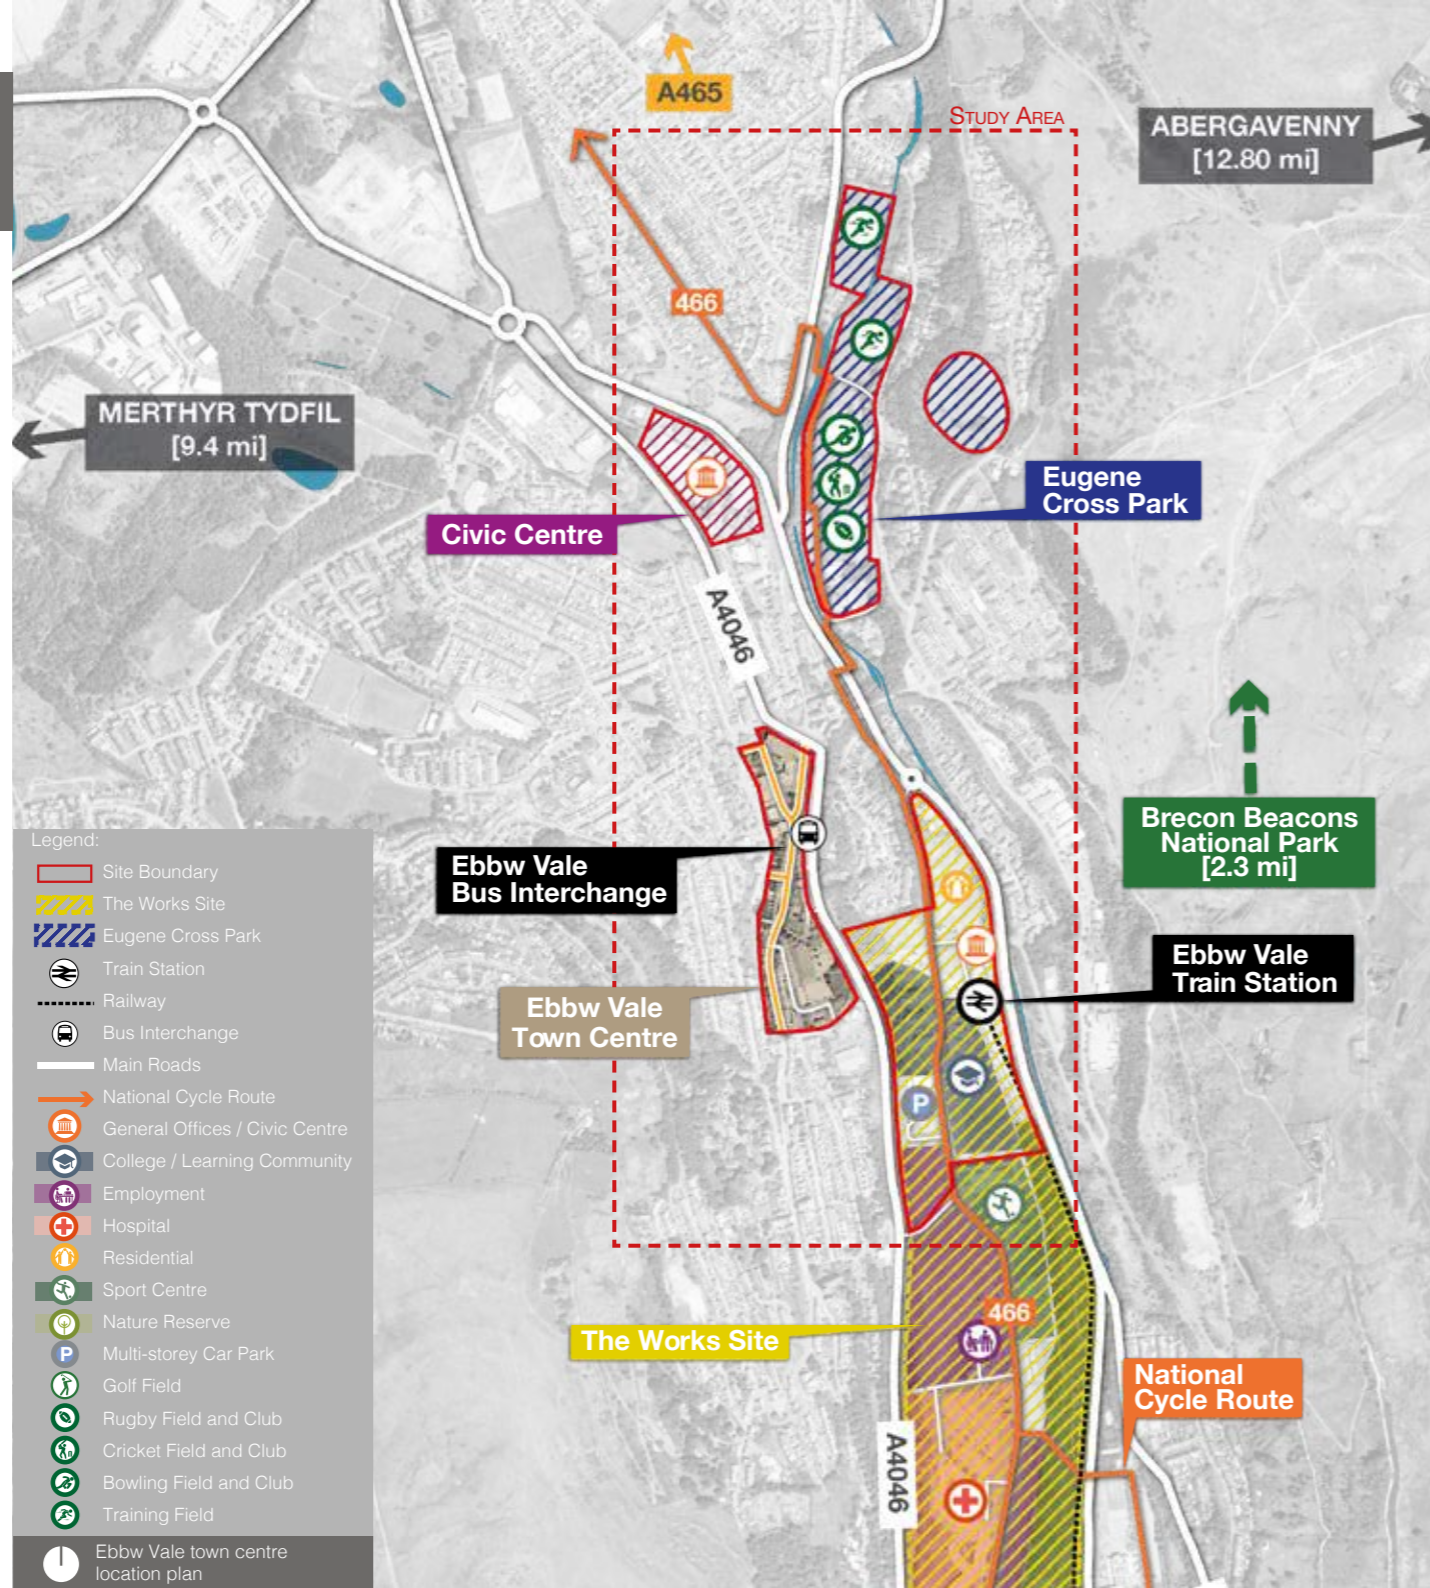 A465
STUDY AREA
ABERGAVENNY
[12.80 mi]
466
MERTHYR TYDFIL
[9.4 mi]
Eugene
Cross Park
Civic Centre
A4046
Brecon Beacons
National Park
[2.3 mi]
Ebbw Vale
Bus Interchange
Ebbw Vale
Train Station
Ebbw Vale
Town Centre
P
466
The Works Site
National
Cycle Route
A4046
Legend:
Site Boundary
The Works Site
Eugene Cross Park
Train Station
Railway
Bus Interchange
Main Roads
National Cycle Route
General Offices / Civic Centre
College / Learning Community
Employment
Hospital
Residential
Sport Centre
Nature Reserve
P Multi-storey Car Park
Golf Field
Rugby Field and Club
Cricket Field and Club
Bowling Field and Club
Training Field
Ebbw Vale town centre
location plan